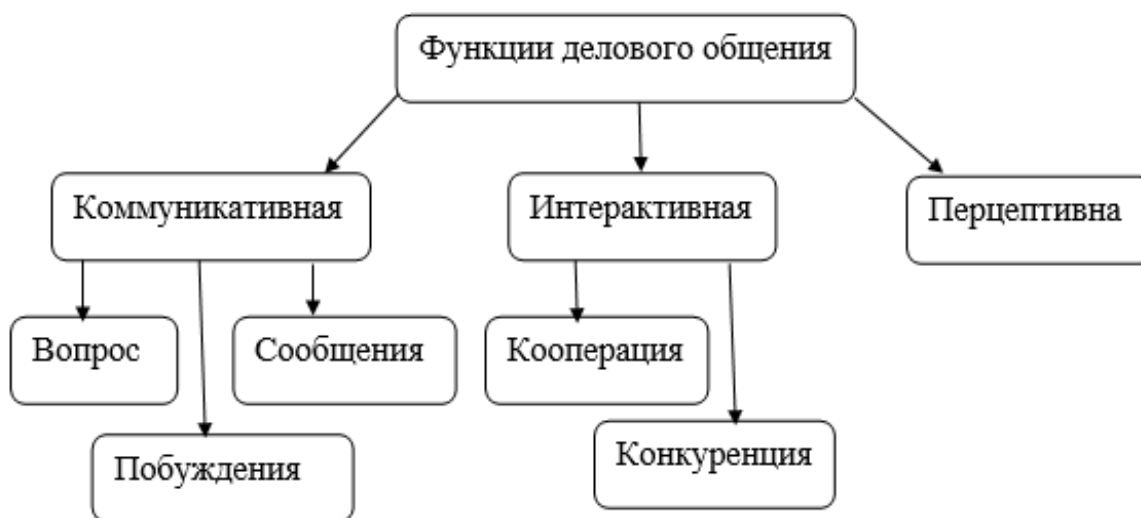 Функции делового общения
Коммуникативная
Интерактивная
Перцептивна
Вопрос
Сообщения
Кооперация
Побуждения
Конкуренция